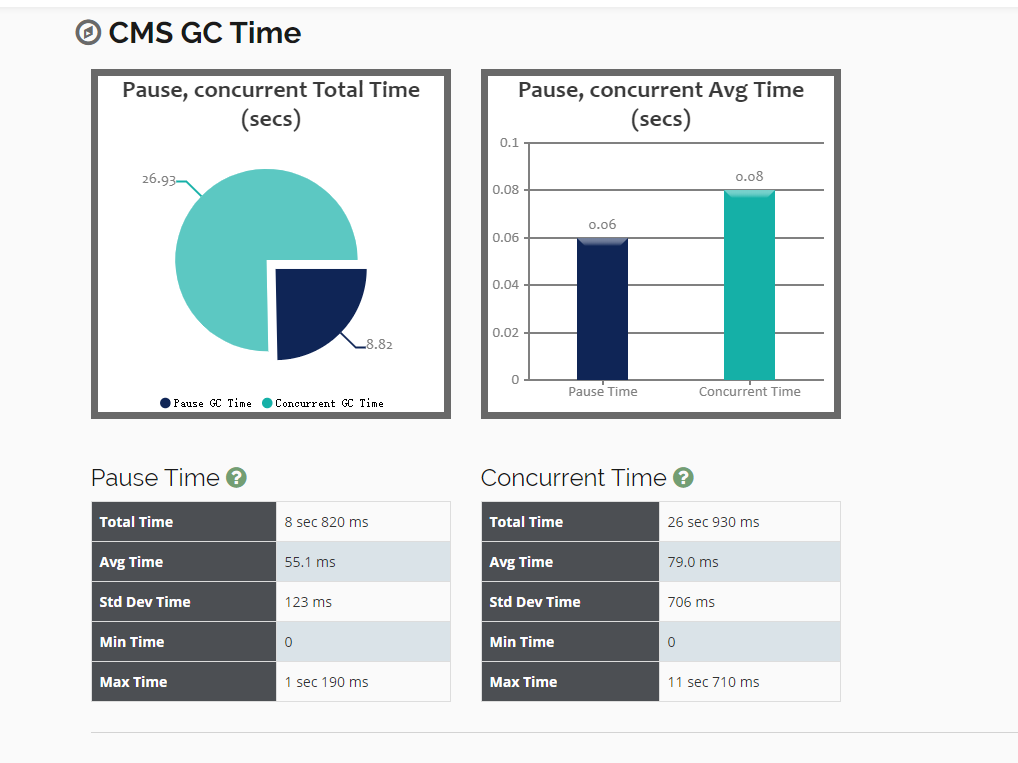 CMS GC Time
Pause, concurrent Total Time
(secs)
26.93
8.82
Pause GC Time Concurrent GC Time
Pause, concurrent Avg Time
(secs)
0.1
0.08
0.08
0.06
0.06
0.04
0.02
0
Pause Time Concurrent Time
Pause Time ?
Total Time 8 sec 820 ms
Avg Time 55.1 ms
Std Dev Time 123 ms
Min Time 0
Max Time 1 sec 190 ms
Concurrent Time ?
Total Time 26 sec 930 ms
Avg Time 79.0 ms
Std Dev Time 706 ms
Min Time 0
Max Time 11 sec 710 ms